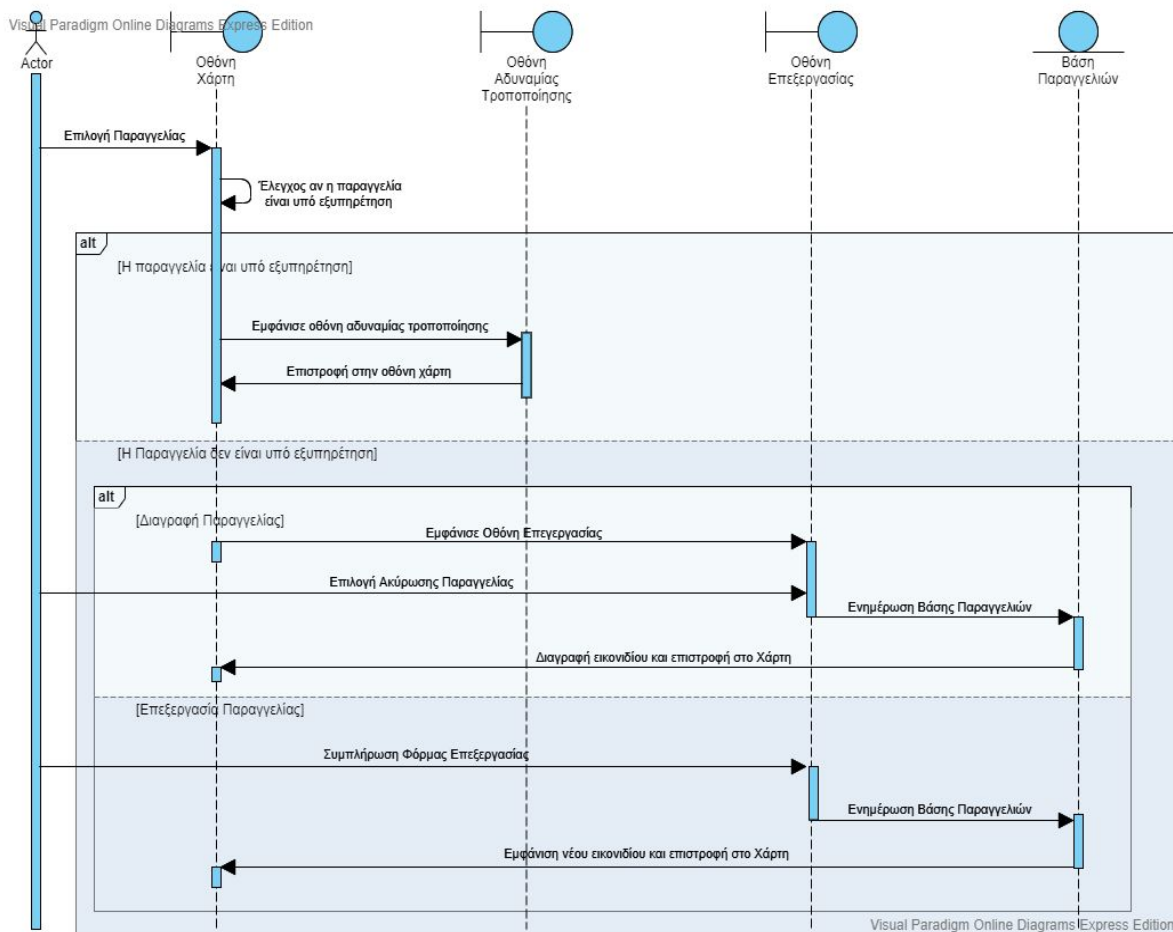 Visual Paradigm Online Diagrams Express Edition
Actor
Οθόνη
Χάρτη
Οθόνη
Αδυναμίας
Τροποποίησης
Οθόνη
Επεξεργασίας
Βάση
Παραγγελιών
Επιλογή Παραγγελίας
Έλεγχος αν η παραγγελία
είναι υπό εξυπηρέτηση
alt
[Η παραγγελία είναι υπό εξυπηρέτηση]
Εμφάνισε οθόνη αδυναμίας τροποποίησης
Επιστροφή στην οθόνη χάρτη
[Η Παραγγελία δεν είναι υπό εξυπηρέτηση]
alt
[Διαγραφή Παραγγελίας]
Εμφάνισε Οθόνη Επεγεργασίας
Επιλογή Ακύρωσης Παραγγελίας
Ενημέρωση Βάσης Παραγγελιών
Διαγραφή εικονιδίου και επιστροφή στο Χάρτη
[Επεξεργασία Παραγγελίας]
Συμπλήρωση Φόρμας Επεξεργασίας
Ενημέρωση Βάσης Παραγγελιών
Εμφάνιση νέου εικονιδίου και επιστροφή στο Χάρτη
Visual Paradigm Online Diagrams Express Edition